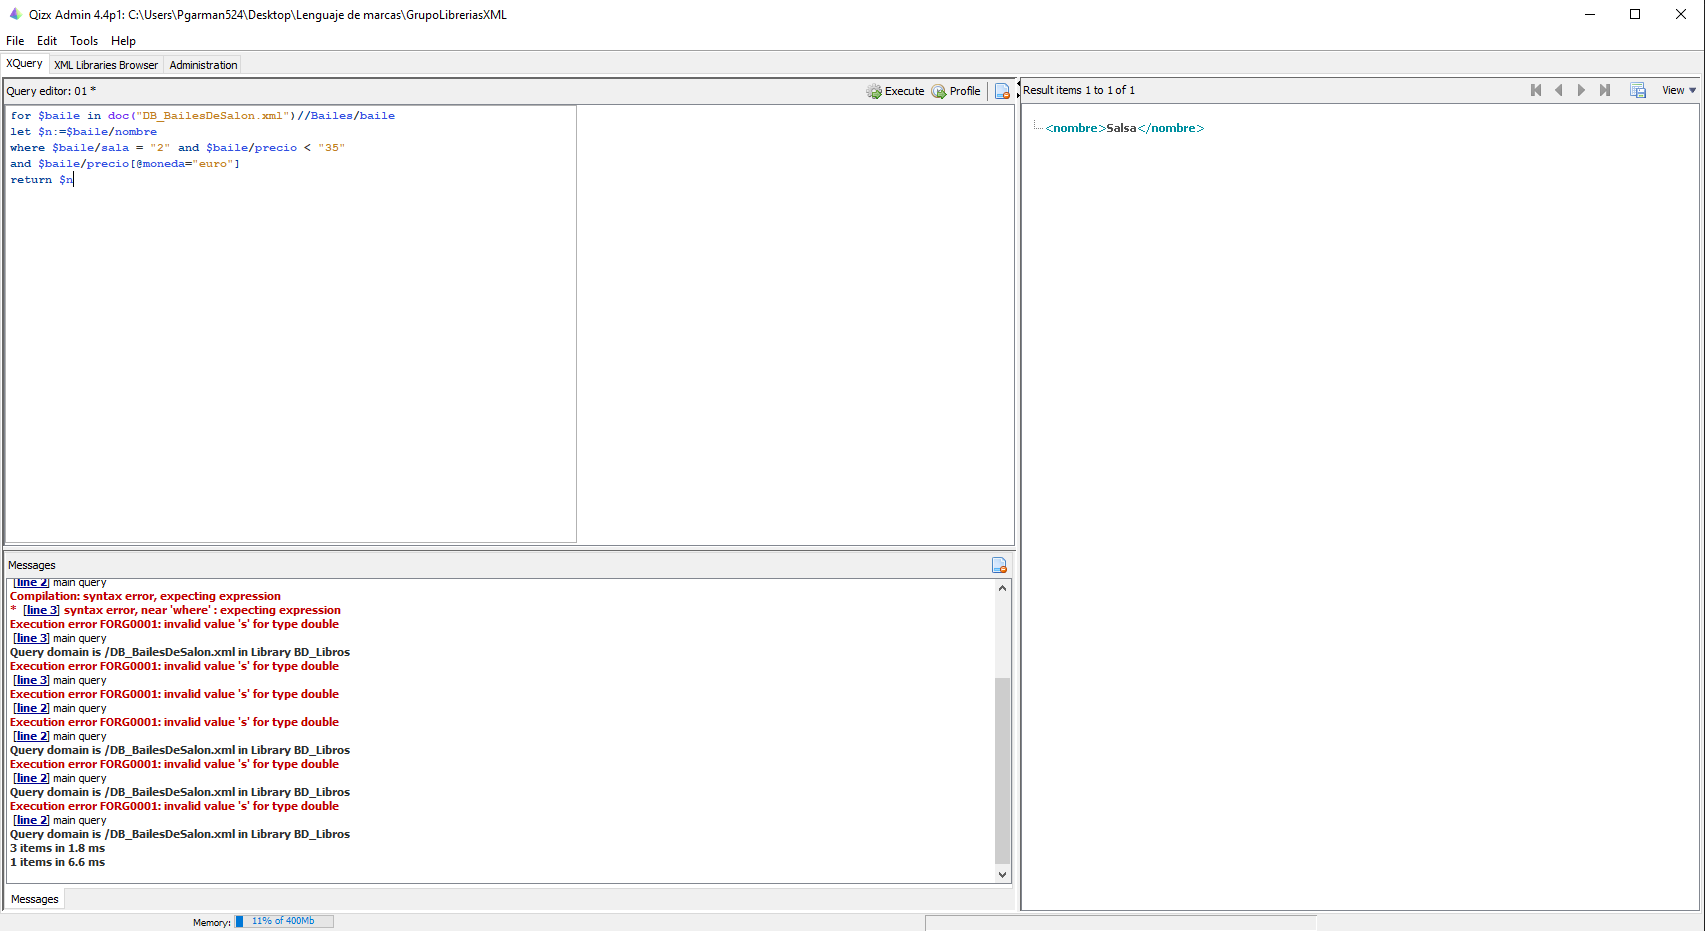 Qizx Admin 4.4p1: C:\Users\Pgarman524\Desktop\Lenguaje de marcas\GrupoLibreriasXML
File Edit Tools Help
XQuery XML Libraries Browser Administration
Query editor: 01 * Execute Profile
for $baile in doc("DB_BailesDeSalon.xml")//Bailes/baile
let $n:=$baile/nombre
where $baile/sala = "2" and $baile/precio < "35"
and $baile/precio[@moneda="euro"]
return $n
Result items 1 to 1 of 1 View
<nombre>Salsa</nombre>
Messages
[line 2] main query
Compilation: syntax error, expecting expression
* [line 3] syntax error, near 'where' : expecting expression
Execution error FORG0001: invalid value 's' for type double
[line 3] main query
Query domain is /DB_BailesDeSalon.xml in Library BD_Libros
Execution error FORG0001: invalid value 's' for type double
[line 3] main query
Execution error FORG0001: invalid value 's' for type double
[line 2] main query
Execution error FORG0001: invalid value 's' for type double
[line 2] main query
Query domain is /DB_BailesDeSalon.xml in Library BD_Libros
Execution error FORG0001: invalid value 's' for type double
[line 2] main query
Query domain is /DB_BailesDeSalon.xml in Library BD_Libros
Execution error FORG0001: invalid value 's' for type double
[line 2] main query
Query domain is /DB_BailesDeSalon.xml in Library BD_Libros
3 items in 1.8 ms
1 items in 6.6 ms
Messages
Memory: 11% of 400Mb